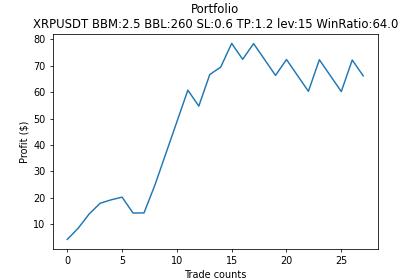 Portfolio
XRPUSDT BBM:2.5 BBL:260 SL:0.6 TP:1.2 lev:15 WinRatio:64.0
80
70
60
50
40
30
20
10
Profit ($)
0 5 10 15 20 25
Trade counts